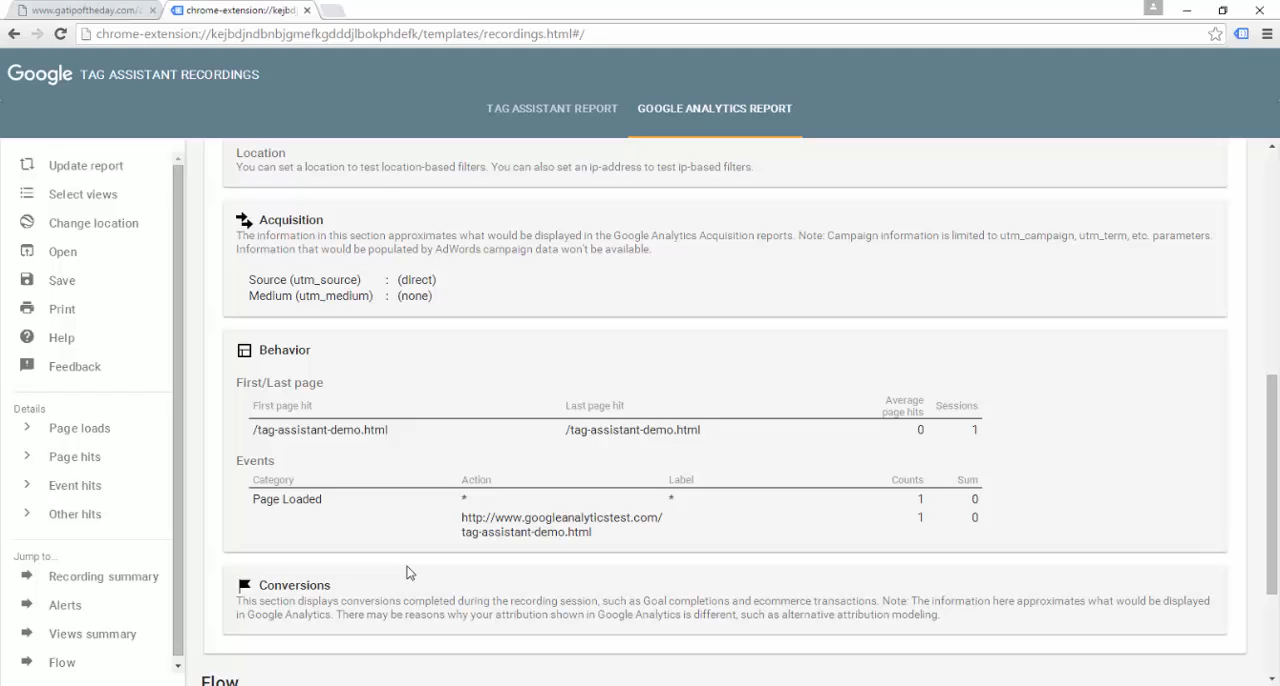 www.gatipoftheday.com/
chrome-extension://kejbdj
chrome-extension://kejbdjndbnbjgmefkgdddjlbokphdefk/templates/recordings.html#/
Google TAG ASSISTANT RECORDINGS
TAG ASSISTANT REPORT GOOGLE ANALYTICS REPORT
Update report
Select views
Change location
Open
Save
Print
Help
Feedback
Details
Page loads
Page hits
Event hits
Other hits
Jump to...
Recording summary
Alerts
Views summary
Flow
Location
You can set a location to test location-based filters. You can also set an ip-address to test ip-based filters.
Acquisition
The information in this section approximates what would be displayed in the Google Analytics Acquisition reports. Note: Campaign information is limited to utm_campaign, utm_term, etc. parameters.
Information that would be populated by AdWords campaign data won't be available.
Source (utm_source) : (direct)
Medium (utm_medium) : (none)
Behavior
First/Last page
First page hit Last page hit Average page hits Sessions
/tag-assistant-demo.html /tag-assistant-demo.html 0 1
Events
Category Action Label Counts Sum
Page Loaded * * 1 0
http://www.googleanalyticstest.com/ 1 0
tag-assistant-demo.html
Conversions
This section displays conversions completed during the recording session, such as Goal completions and ecommerce transactions. Note: The information here approximates what would be displayed
in Google Analytics. There may be reasons why your attribution shown in Google Analytics is different, such as alternative attribution modeling.
Flow